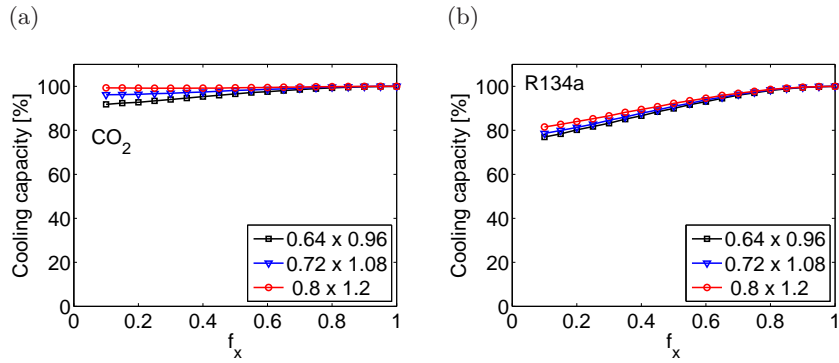 (a)
Cooling capacity [%]
100
80
60
40
20
0
CO2
0.64 x 0.96
0.72 x 1.08
0.8 x 1.2
0 0.2 0.4 0.6 0.8 1
f_x
(b)
Cooling capacity [%]
100
80
60
40
20
0
R134a
0.64 x 0.96
0.72 x 1.08
0.8 x 1.2
0 0.2 0.4 0.6 0.8 1
f_x